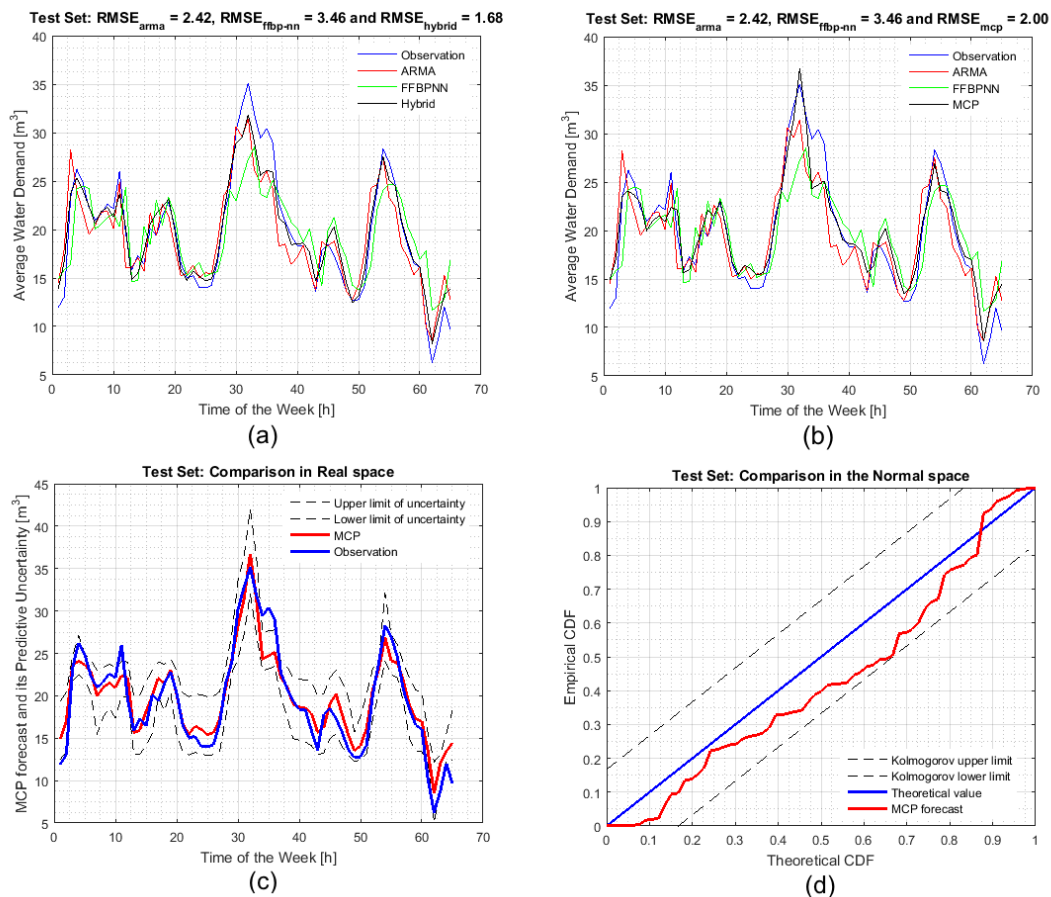 Test Set: RMSE_arma = 2.42, RMSE_ffbp-nn = 3.46 and RMSE_hybrid = 1.68
Average Water Demand [m³]
40
35
30
25
20
15
10
5
Observation
ARMA
FFBPNN
Hybrid
0 10 20 30 40 50 60 70
Time of the Week [h]
(a)
Test Set: RMSE_arma = 2.42, RMSE_ffbp-nn = 3.46 and RMSE_mcp = 2.00
Average Water Demand [m³]
40
35
30
25
20
15
10
5
Observation
ARMA
FFBPNN
MCP
0 10 20 30 40 50 60 70
Time of the Week [h]
(b)
Test Set: Comparison in Real space
MCP forecast and its Predictive Uncertainty [m³]
45
40
35
30
25
20
15
10
5
Upper limit of uncertainty
Lower limit of uncertainty
MCP
Observation
0 10 20 30 40 50 60 70
Time of the Week [h]
(c)
Test Set: Comparison in the Normal space
Empirical CDF
1
0.9
0.8
0.7
0.6
0.5
0.4
0.3
0.2
0.1
0
Kolmogorov upper limit
Kolmogorov lower limit
Theoretical value
MCP forecast
0 0.1 0.2 0.3 0.4 0.5 0.6 0.7 0.8 0.9 1
Theoretical CDF
(d)